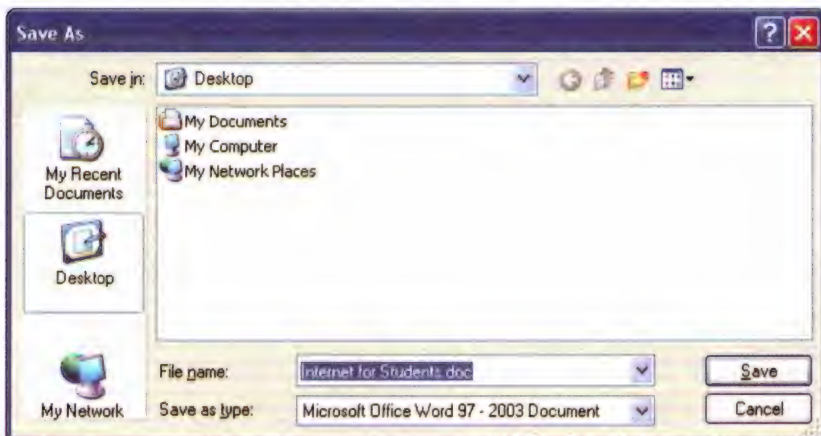 Save As
Save in: Desktop
My Documents
My Computer
My Network Places
My Recent
Documents
Desktop
My Network
File name: Internet for Students.doc Save
Save as type: Microsoft Office Word 97 - 2003 Document Cancel